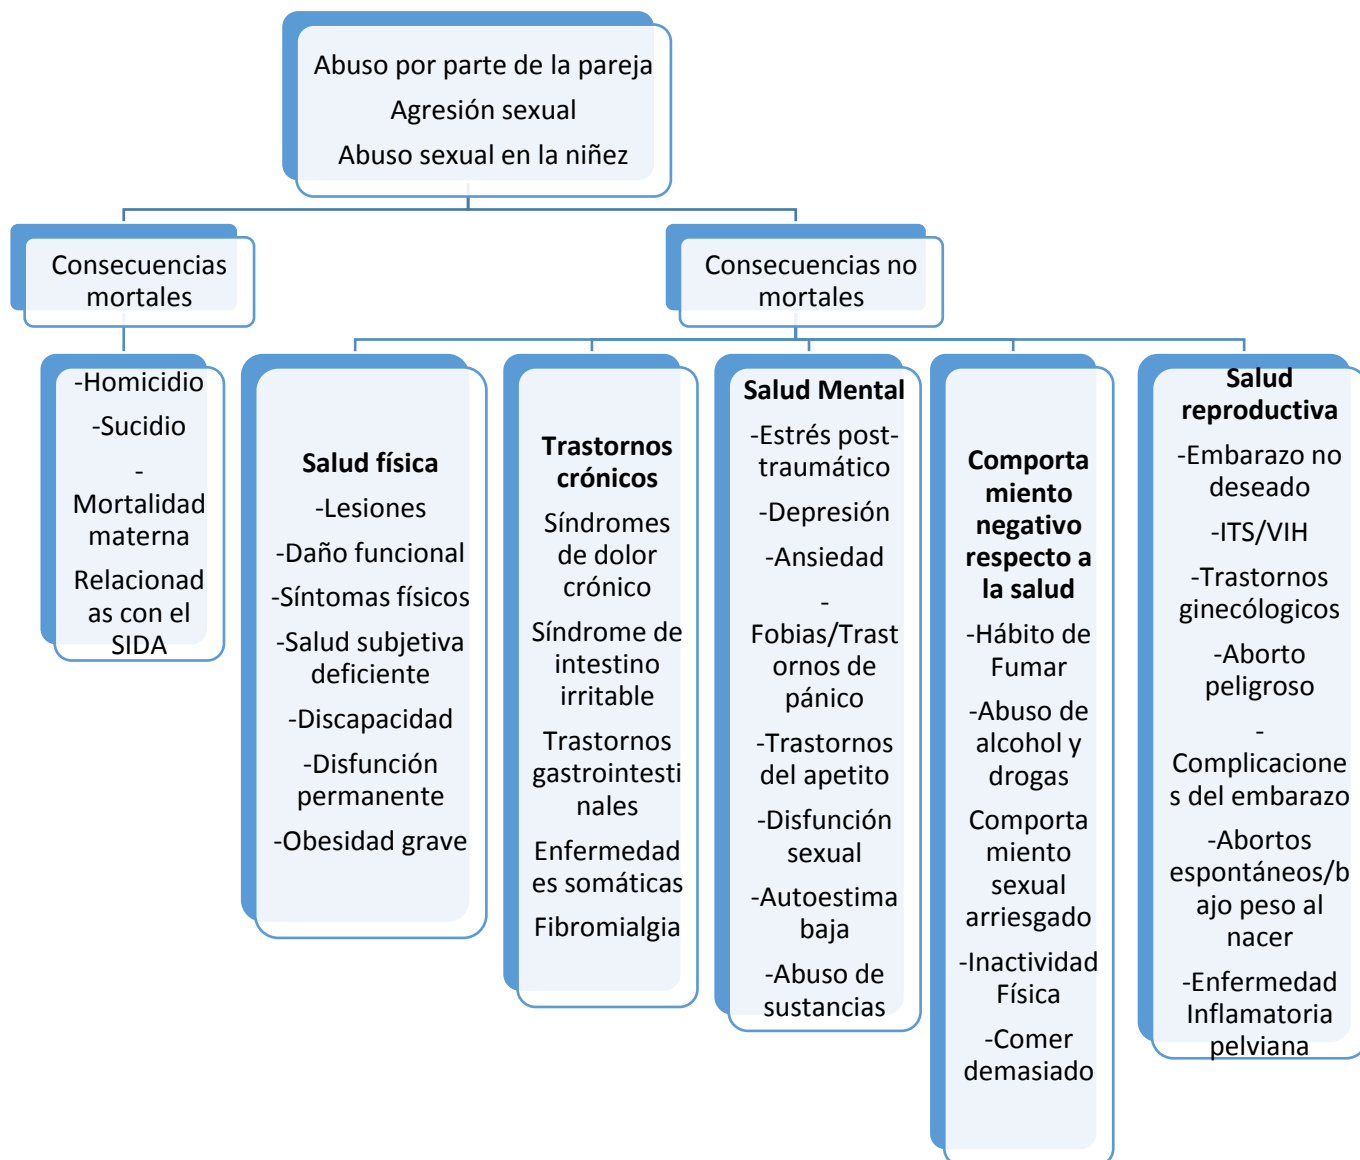 Abuso por parte de la pareja
Agresión sexual
Abuso sexual en la niñez
Consecuencias
mortales
Consecuencias no
mortales
-Homicidio
-Sucidio
-
Mortalidad
materna
Relacionad
as con el
SIDA
Salud física
-Lesiones
-Daño funcional
-Síntomas físicos
-Salud subjetiva
deficiente
-Discapacidad
-Disfunción
permanente
-Obesidad grave
Trastornos
crónicos
Síndromes
de dolor
crónico
Síndrome de
intestino
irritable
Trastornos
gastrointesti
nales
Enfermedad
es somáticas
Fibromialgia
Salud Mental
-Estrés post-
traumático
-Depresión
-Ansiedad
-
Fobias/Trast
ornos de
pánico
-Trastornos
del apetito
-Disfunción
sexual
-Autoestima
baja
-Abuso de
sustancias
Comporta
miento
negativo
respecto a
la salud
-Hábito de
Fumar
-Abuso de
alcohol y
drogas
Comporta
miento
sexual
arriesgado
-Inactividad
Física
-Comer
demasiado
Salud
reproductiva
-Embarazo no
deseado
-ITS/VIH
-Trastornos
ginecólogicos
-Aborto
peligroso
-
Complicacione
s del embarazo
-Abortos
espontáneos/b
ajo peso al
nacer
-Enfermedad
Inflamatoria
pelviana